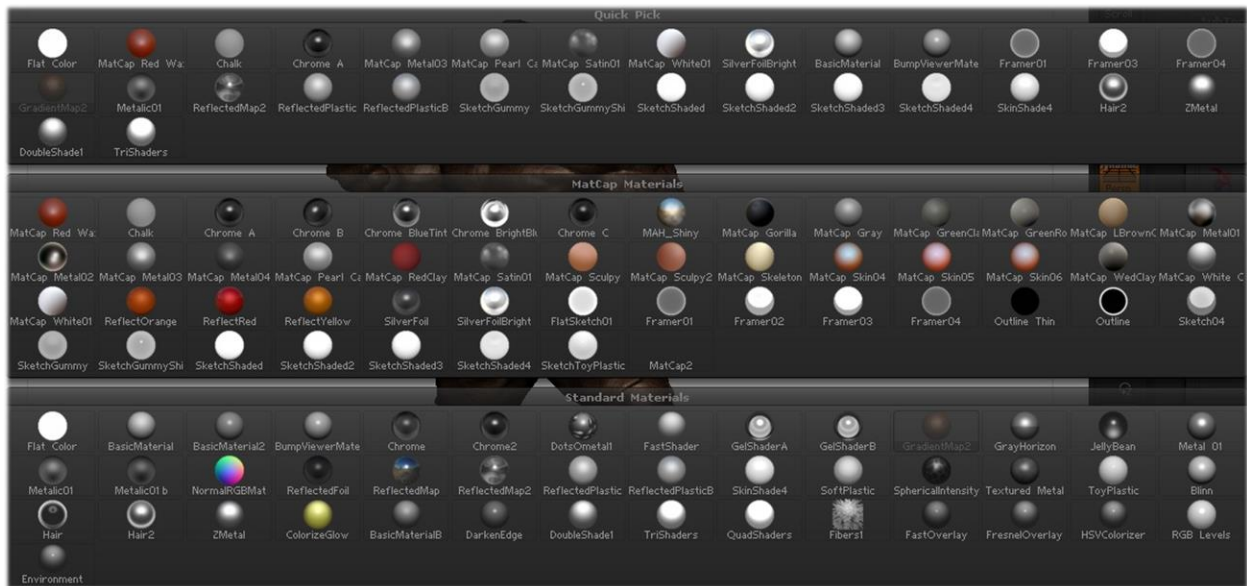 Quick Pick
Flat Color MatCap Red Wa: Chalk Chrome A MatCap Metal03 MatCap Pearl Ca MatCap Satin01 MatCap White01 SilverFoilBright BasicMaterial BumpViewerMate Framer01 Framer03 Framer04
GradientMap2 Metalic01 ReflectedMap2 ReflectedPlastic ReflectedPlasticB SketchGummy SketchGummyShi SketchShaded SketchShaded2 SketchShaded3 SketchShaded4 SkinShade4 Hair2 ZMetal
DoubleShade1 TriShaders
MatCap Materials
MatCap Red Wa: Chalk Chrome A Chrome B Chrome BlueTint Chrome BrightBlu Chrome C MAH_Shiny MatCap Gorilla MatCap Gray MatCap GreenCla MatCap GreenRo MatCap LBrownC MatCap Metal01
MatCap Metal02 MatCap Metal03 MatCap Metal04 MatCap Pearl Ca MatCap RedClay MatCap Satin01 MatCap Sculpy MatCap Sculpy2 MatCap Skeleton MatCap Skin04 MatCap Skin05 MatCap Skin06 MatCap WedClay MatCap White C
MatCap White01 ReflectOrange ReflectRed ReflectYellow SilverFoil SilverFoilBright FlatSketch01 Framer01 Framer02 Framer03 Framer04 Outline Thin Outline Sketch04
SketchGummy SketchGummyShi SketchShaded SketchShaded2 SketchShaded3 SketchShaded4 SketchToyPlastic MatCap2
Standard Materials
Flat Color BasicMaterial BasicMaterial2 BumpViewerMate Chrome Chrome2 DotsOmetal1 FastShader GelShaderA GelShaderB GradientMap2 GrayHorizon JellyBean Metal 01
Metalic01 Metalic01 b NormalRGBMat ReflectedFoil ReflectedMap ReflectedMap2 ReflectedPlastic ReflectedPlasticB SkinShade4 SoftPlastic SphericalIntensity Textured Metal ToyPlastic Blinn
Hair Hair2 ZMetal ColorizeGlow BasicMaterialB DarkenEdge DoubleShade1 TriShaders QuadShaders Fibers1 FastOverlay FresnelOverlay HSVColorizer RGB Levels
Environment